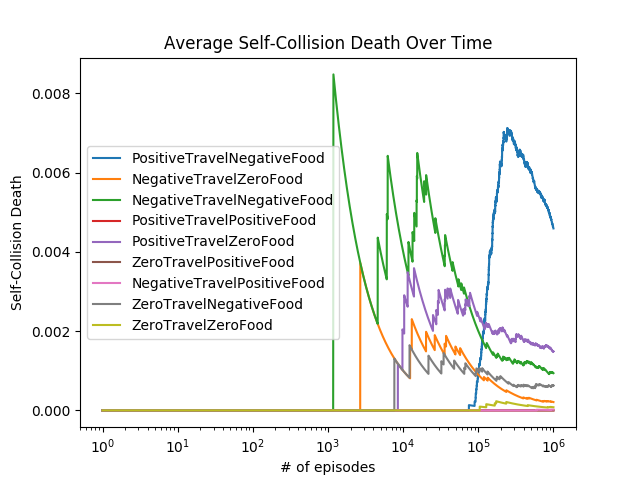 Average Self-Collision Death Over Time
0.008
0.006
0.004
0.002
0.000
Self-Collision Death
PositiveTravelNegativeFood
NegativeTravelZeroFood
NegativeTravelNegativeFood
PositiveTravelPositiveFood
PositiveTravelZeroFood
ZeroTravelPositiveFood
NegativeTravelPositiveFood
ZeroTravelNegativeFood
ZeroTravelZeroFood
10⁰ 10¹ 10² 10³ 10⁴ 10⁵ 10⁶
# of episodes